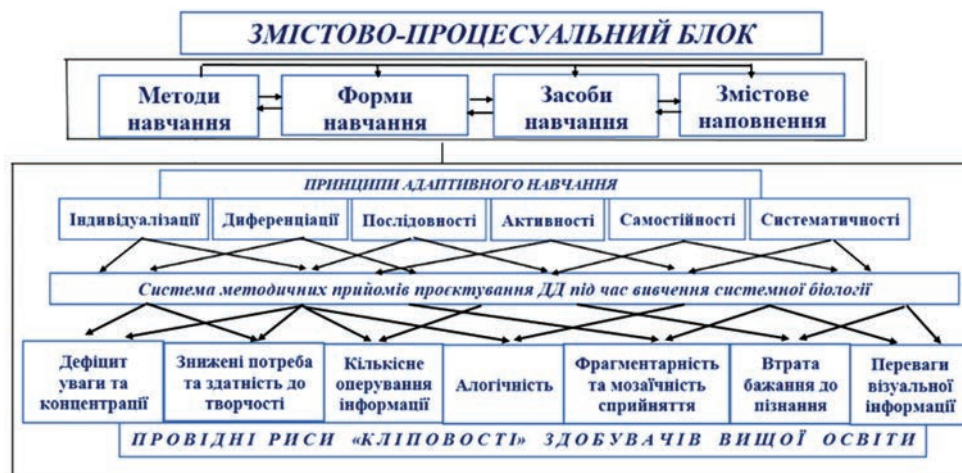 ЗМІСТОВО-ПРОЦЕСУАЛЬНИЙ БЛОК
Методи
навчання
Форми
навчання
Засоби
навчання
Змістове
наповнення
ПРИНЦИПИ АДАПТИВНОГО НАВЧАННЯ
Індивідуалізації
Диференціації
Послідовності
Активності
Самостійності
Систематичності
Система методичних прийомів проєктування ДД під час вивчення системної біології
Дефіцит
уваги та
концентрації
Знижені потреба
та здатність до
творчості
Кількісне
оперування
інформації
Алогічність
Фрагментарність
та мозаїчність
сприйняття
Втрата
бажання до
пізнання
Переваги
візуальної
інформації
ПРОВІДНІ РИСИ «КЛІПОВОСТІ» ЗДОБУВАЧІВ ВИЩОЇ ОСВІТИ